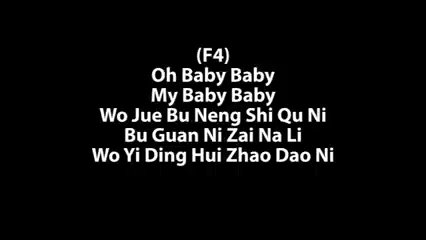 (F4)
Oh Baby Baby
My Baby Baby
Wo Jue Bu Neng Shi Qu Ni
Bu Guan Ni Zai Na Li
Wo Yi Ding Hui Zhao Dao Ni